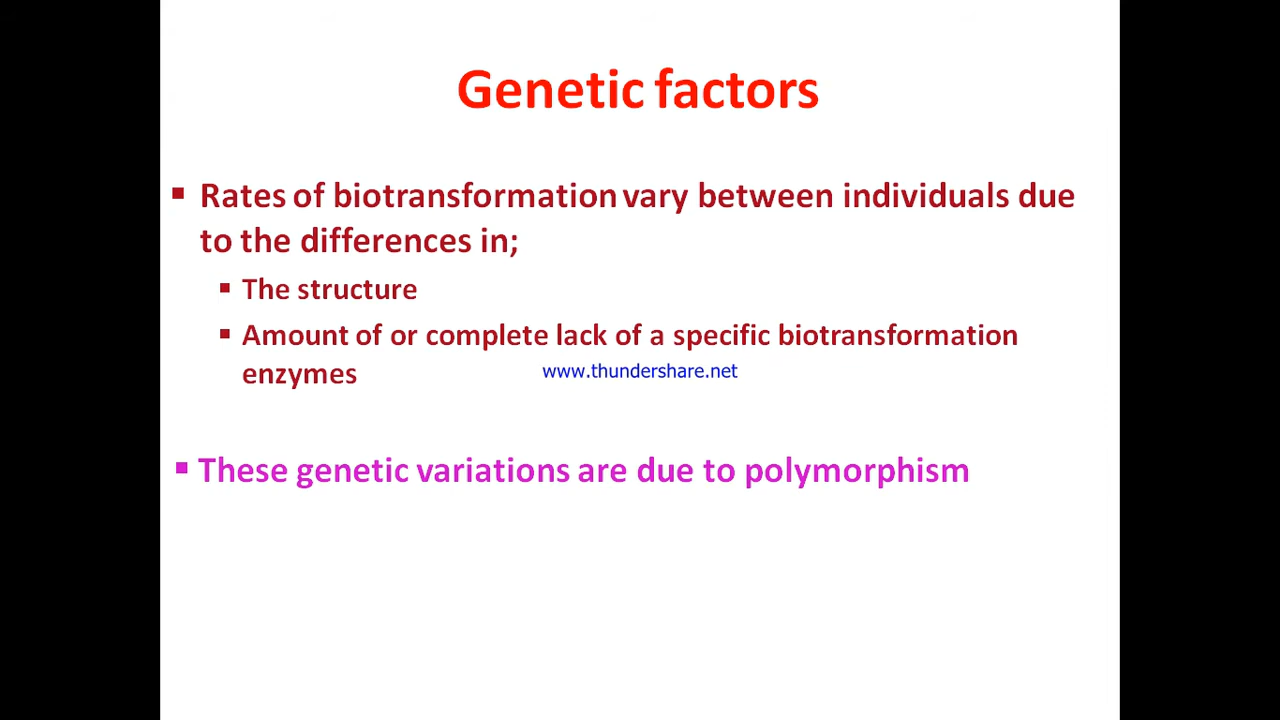 Genetic factors
▪ Rates of biotransformation vary between individuals due
to the differences in;
▪ The structure
▪ Amount of or complete lack of a specific biotransformation
enzymes
www.thundershare.net
▪ These genetic variations are due to polymorphism